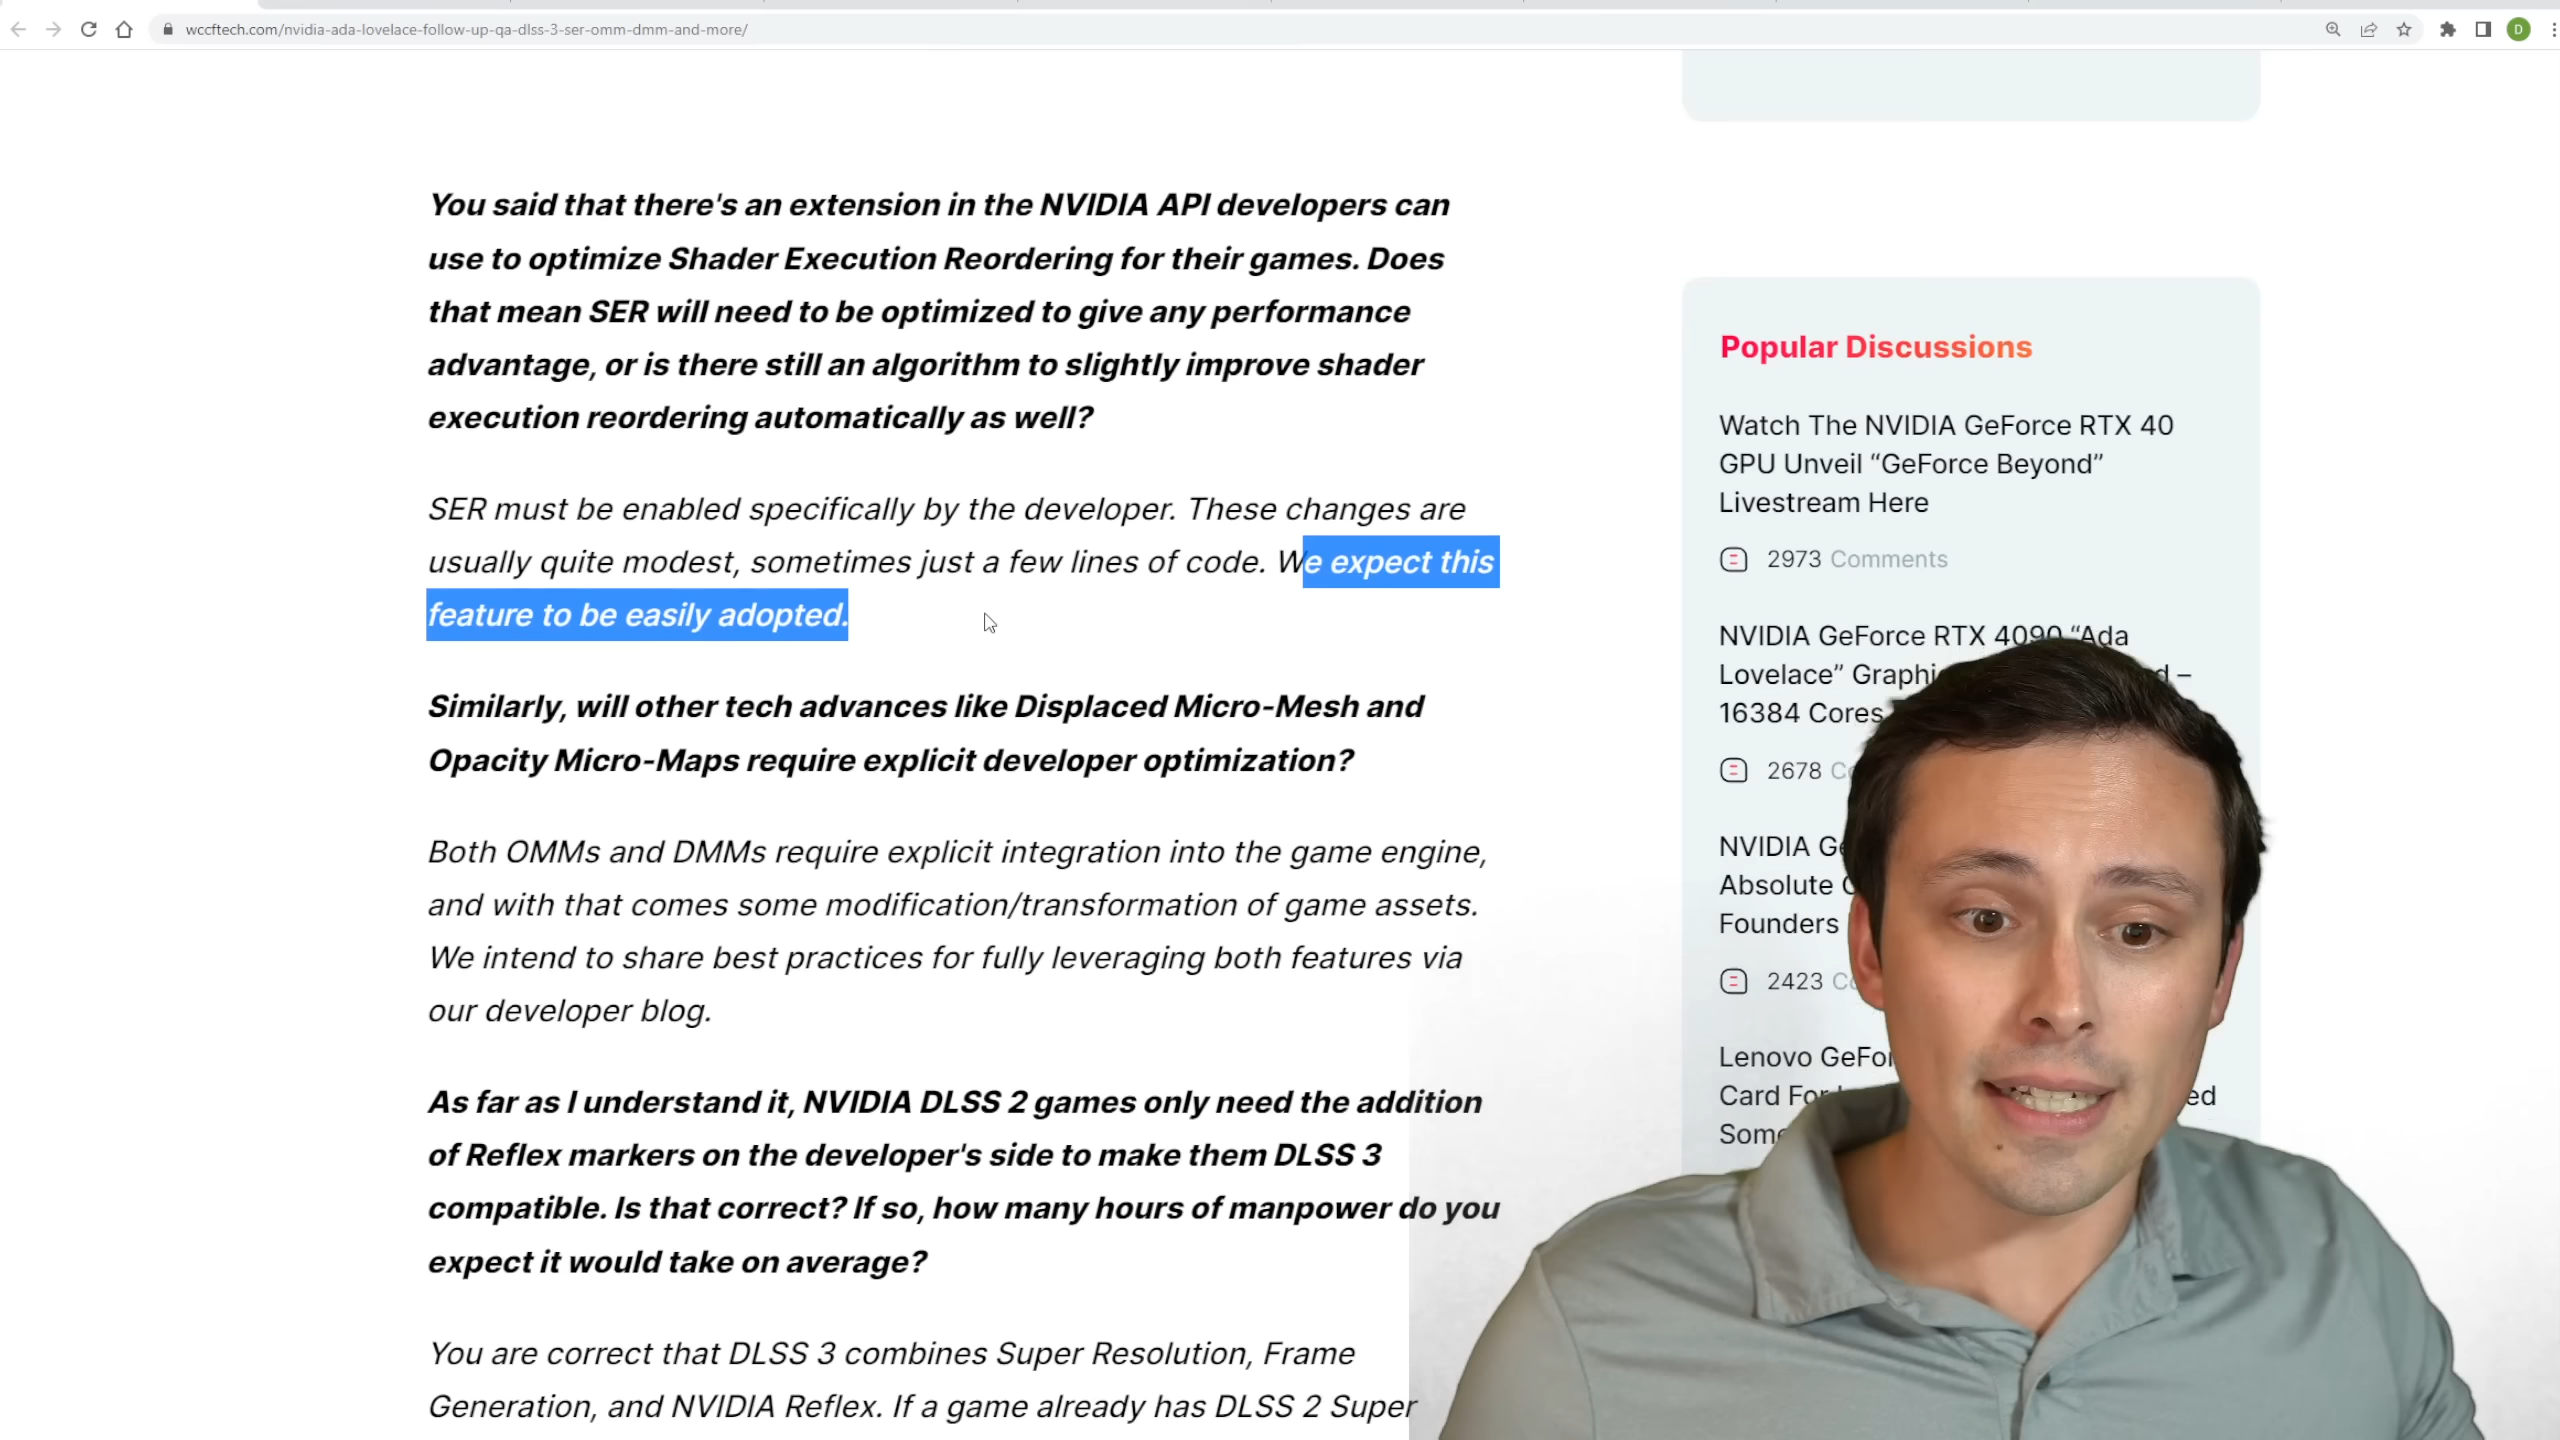 wccftech.com/nvidia-ada-lovelace-follow-up-qa-dlss-3-ser-omm-dmm-and-more/
D
You said that there's an extension in the NVIDIA API developers can
use to optimize Shader Execution Reordering for their games. Does
that mean SER will need to be optimized to give any performance
advantage, or is there still an algorithm to slightly improve shader
execution reordering automatically as well?
SER must be enabled specifically by the developer. These changes are
usually quite modest, sometimes just a few lines of code. We expect this
feature to be easily adopted.
Similarly, will other tech advances like Displaced Micro-Mesh and
Opacity Micro-Maps require explicit developer optimization?
Both OMMs and DMMs require explicit integration into the game engine,
and with that comes some modification/transformation of game assets.
We intend to share best practices for fully leveraging both features via
our developer blog.
As far as I understand it, NVIDIA DLSS 2 games only need the addition
of Reflex markers on the developer's side to make them DLSS 3
compatible. Is that correct? If so, how many hours of manpower do you
expect it would take on average?
You are correct that DLSS 3 combines Super Resolution, Frame
Generation, and NVIDIA Reflex. If a game already has DLSS 2 Super
Popular Discussions
Watch The NVIDIA GeForce RTX 40
GPU Unveil “GeForce Beyond”
Livestream Here
2973 Comments
NVIDIA GeForce RTX 4090 “Ada
Lovelace” Graphi d –
16384 Cores
2678 Co
NVIDIA Ge
Absolute
Founders
2423 Co
Lenovo GeFor
Card For ed
Some